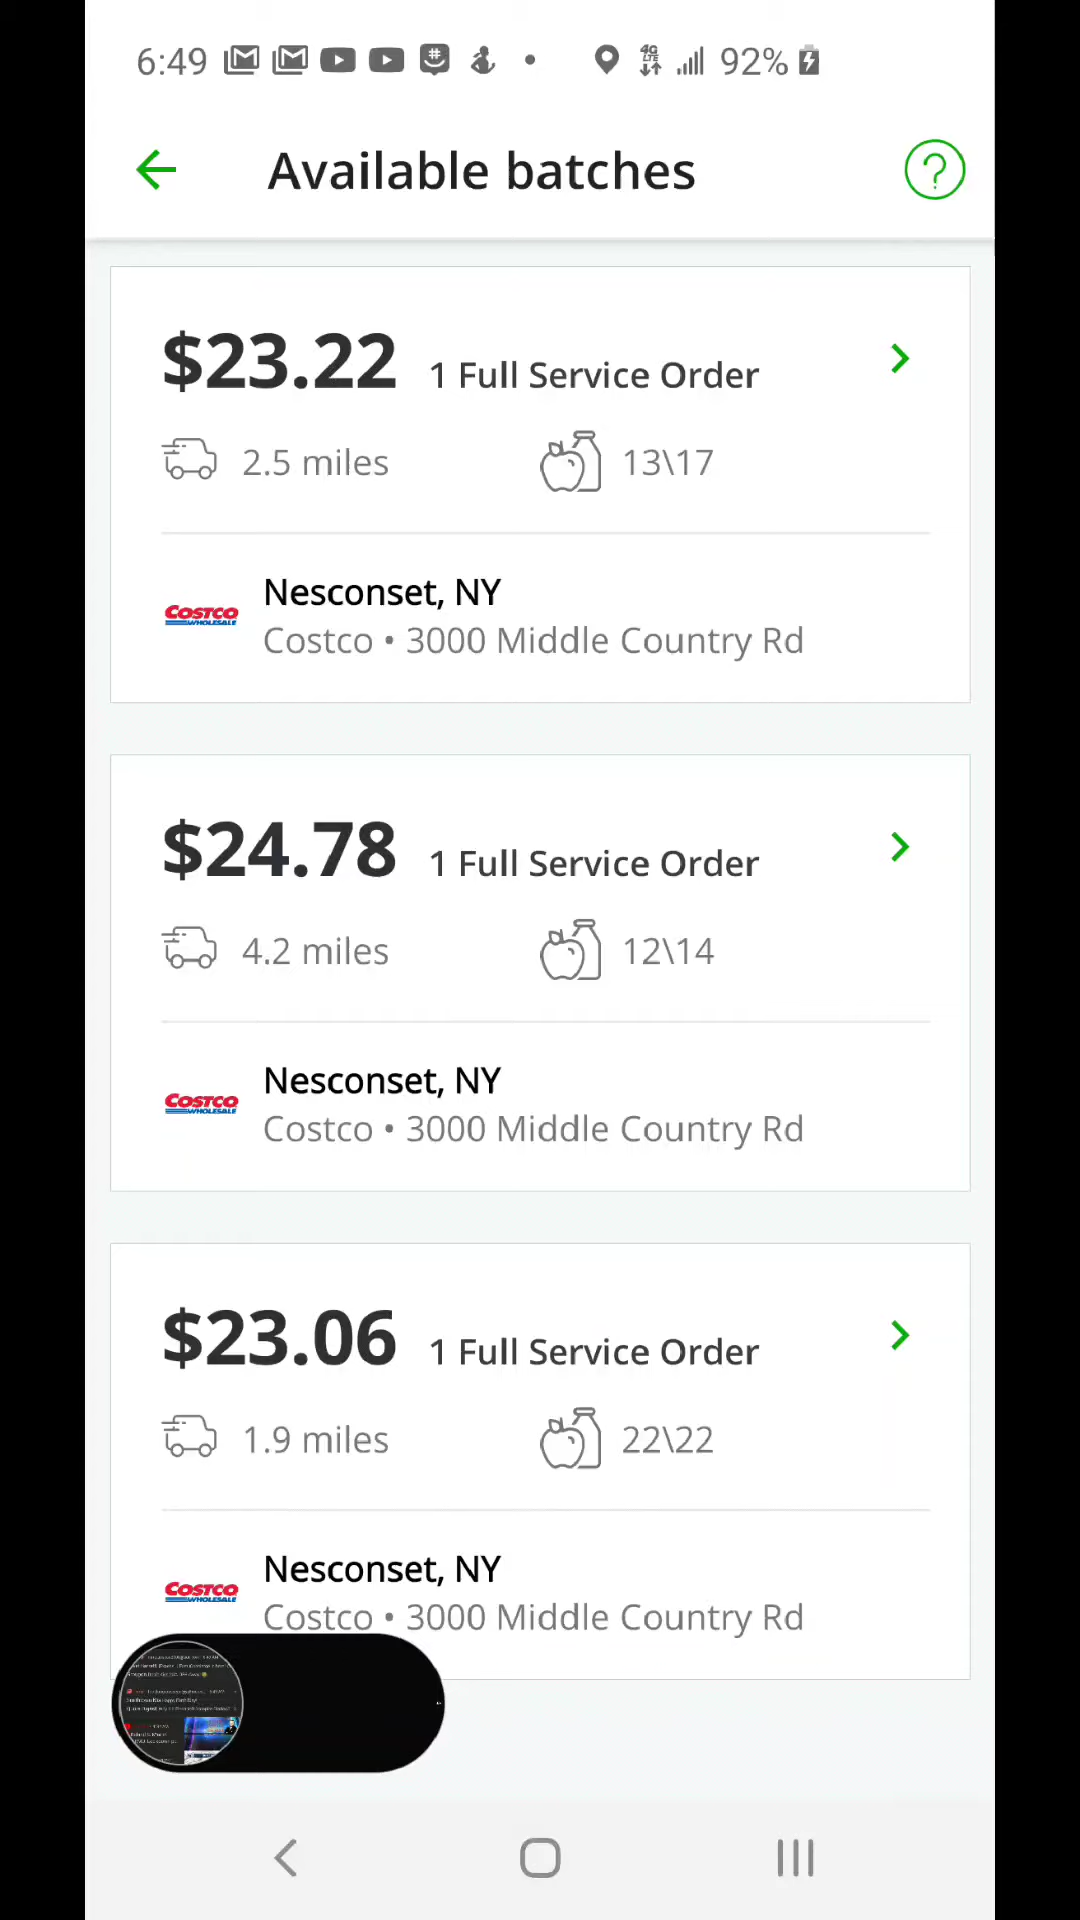 6:49 4G LTE 92%
Available batches
$23.22 1 Full Service Order
2.5 miles 13\17
Nesconset, NY
COSTCO WHOLESALE
Costco • 3000 Middle Country Rd
$24.78 1 Full Service Order
4.2 miles 12\14
Nesconset, NY
COSTCO WHOLESALE
Costco • 3000 Middle Country Rd
$23.06 1 Full Service Order
1.9 miles 22\22
Nesconset, NY
COSTCO WHOLESALE
Costco • 3000 Middle Country Rd